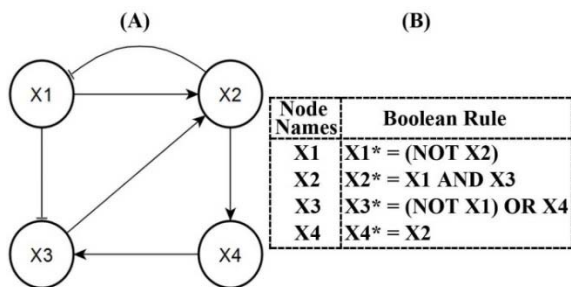 (A)
X1
X2
X3
X4
(B)
Node Names
Boolean Rule
X1 X1* = (NOT X2)
X2 X2* = X1 AND X3
X3 X3* = (NOT X1) OR X4
X4 X4* = X2